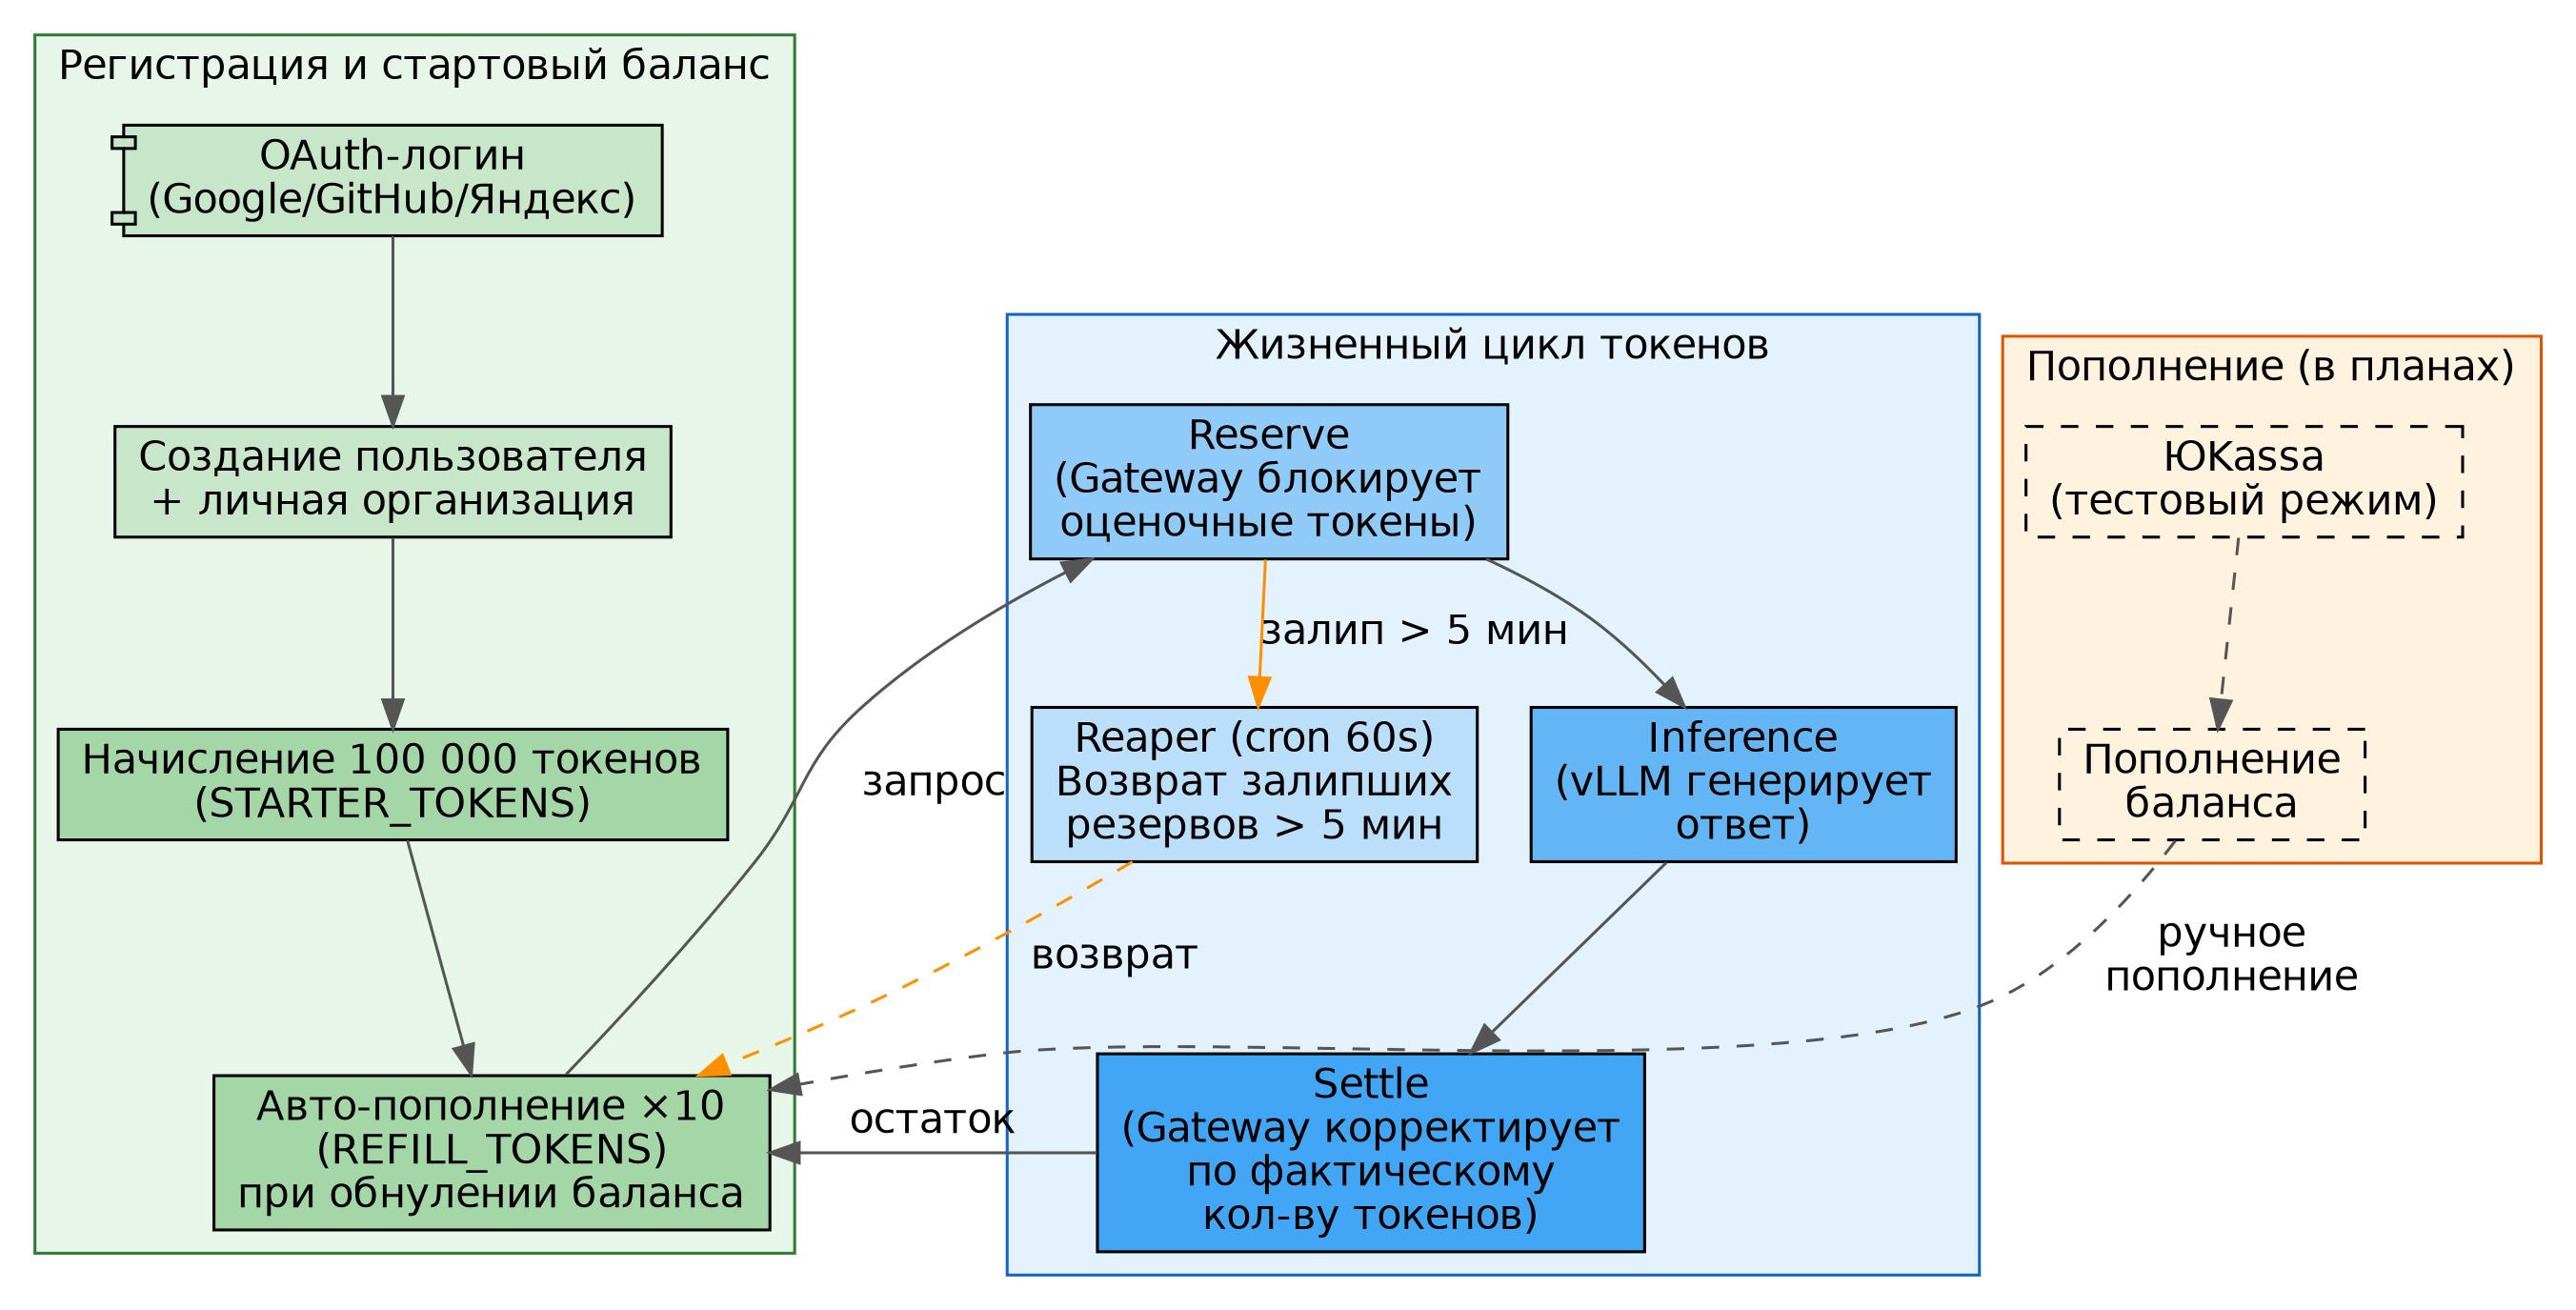 Регистрация и стартовый баланс
OAuth-логин
(Google/GitHub/Яндекс)
Создание пользователя
+ личная организация
Начисление 100 000 токенов
(STARTER_TOKENS)
Авто-пополнение ×10
(REFILL_TOKENS)
при обнулении баланса
запрос
возврат
остаток
Жизненный цикл токенов
Reserve
(Gateway блокирует
оценочные токены)
залип > 5 мин
Reaper (cron 60s)
Возврат залипших
резервов > 5 мин
Inference
(vLLM генерирует
ответ)
Settle
(Gateway корректирует
по фактическому
кол-ву токенов)
Пополнение (в планах)
ЮKassa
(тестовый режим)
Пополнение
баланса
ручное
пополнение